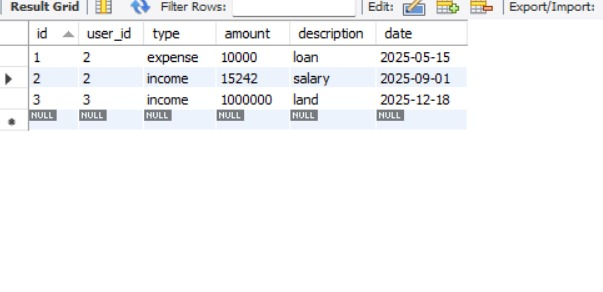 Result Grid Filter Rows: Edit: Export/Import:
id user_id type amount description date
1 2 expense 10000 loan 2025-05-15
2 2 income 15242 salary 2025-09-01
3 3 income 1000000 land 2025-12-18
NULL NULL NULL NULL NULL NULL